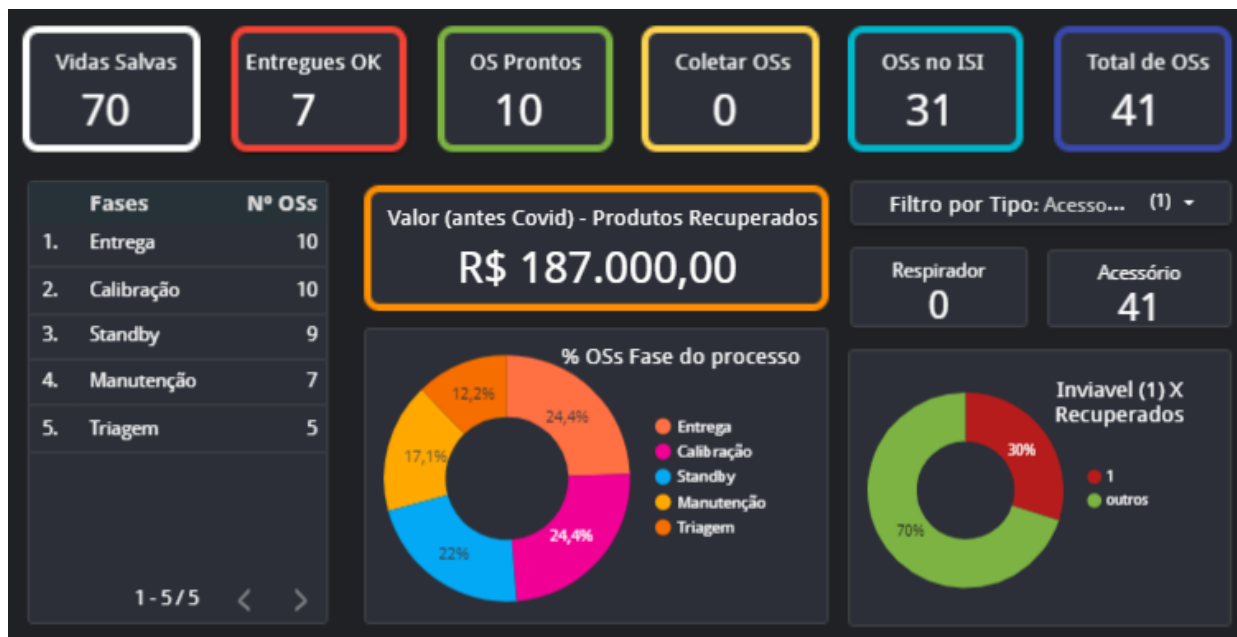 Vidas Salvas
70
Entregues OK
7
OS Prontos
10
Coletar OSs
0
OSs no ISI
31
Total de OSs
41
Fases Nº OSs
1. Entrega 10
2. Calibração 10
3. Standby 9
4. Manutenção 7
5. Triagem 5
1 - 5 / 5
Valor (antes Covid) - Produtos Recuperados
R$ 187.000,00
% OSs Fase do processo
12,2%
24,4%
17,1%
24,4%
22%
Entrega
Calibração
Standby
Manutenção
Triagem
Filtro por Tipo: Acesso... (1)
Respirador
0
Acessório
41
Inviavel (1) X
Recuperados
30%
70%
1
outros